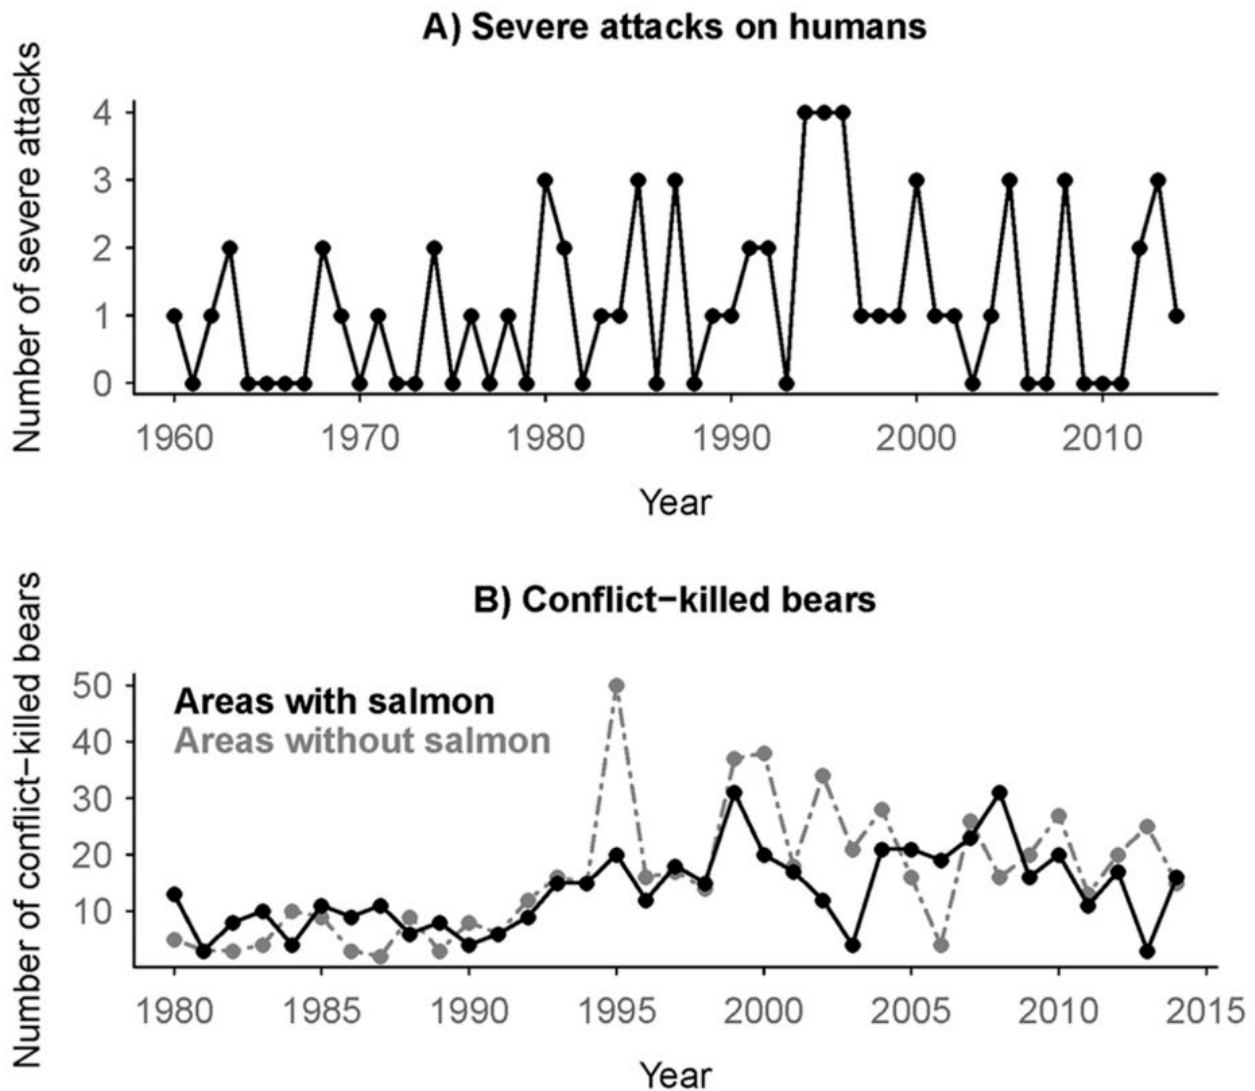 A) Severe attacks on humans
Number of severe attacks
4
3
2
1
0
1960 1970 1980 1990 2000 2010
Year
B) Conflict−killed bears
Number of conflict−killed bears
Areas with salmon
Areas without salmon
50
40
30
20
10
1980 1985 1990 1995 2000 2005 2010 2015
Year